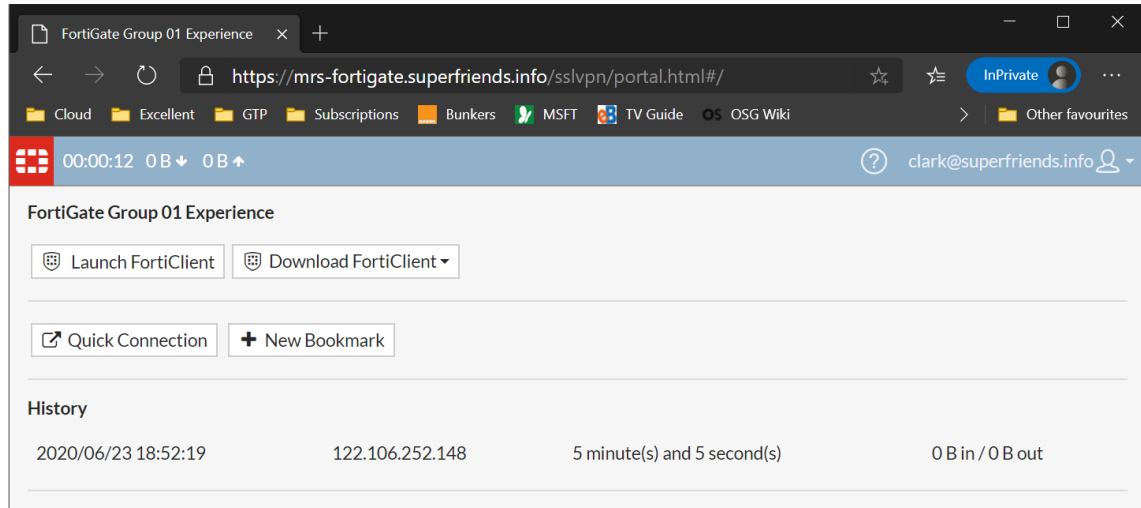 FortiGate Group 01 Experience
https://mrs-fortigate.superfriends.info/sslvpn/portal.html#/
InPrivate
Cloud Excellent GTP Subscriptions Bunkers MSFT TV Guide OS OSG Wiki Other favourites
00:00:12 0 B 0 B
clark@superfriends.info
FortiGate Group 01 Experience
Launch FortiClient Download FortiClient
Quick Connection New Bookmark
History
2020/06/23 18:52:19 122.106.252.148 5 minute(s) and 5 second(s) 0 B in / 0 B out